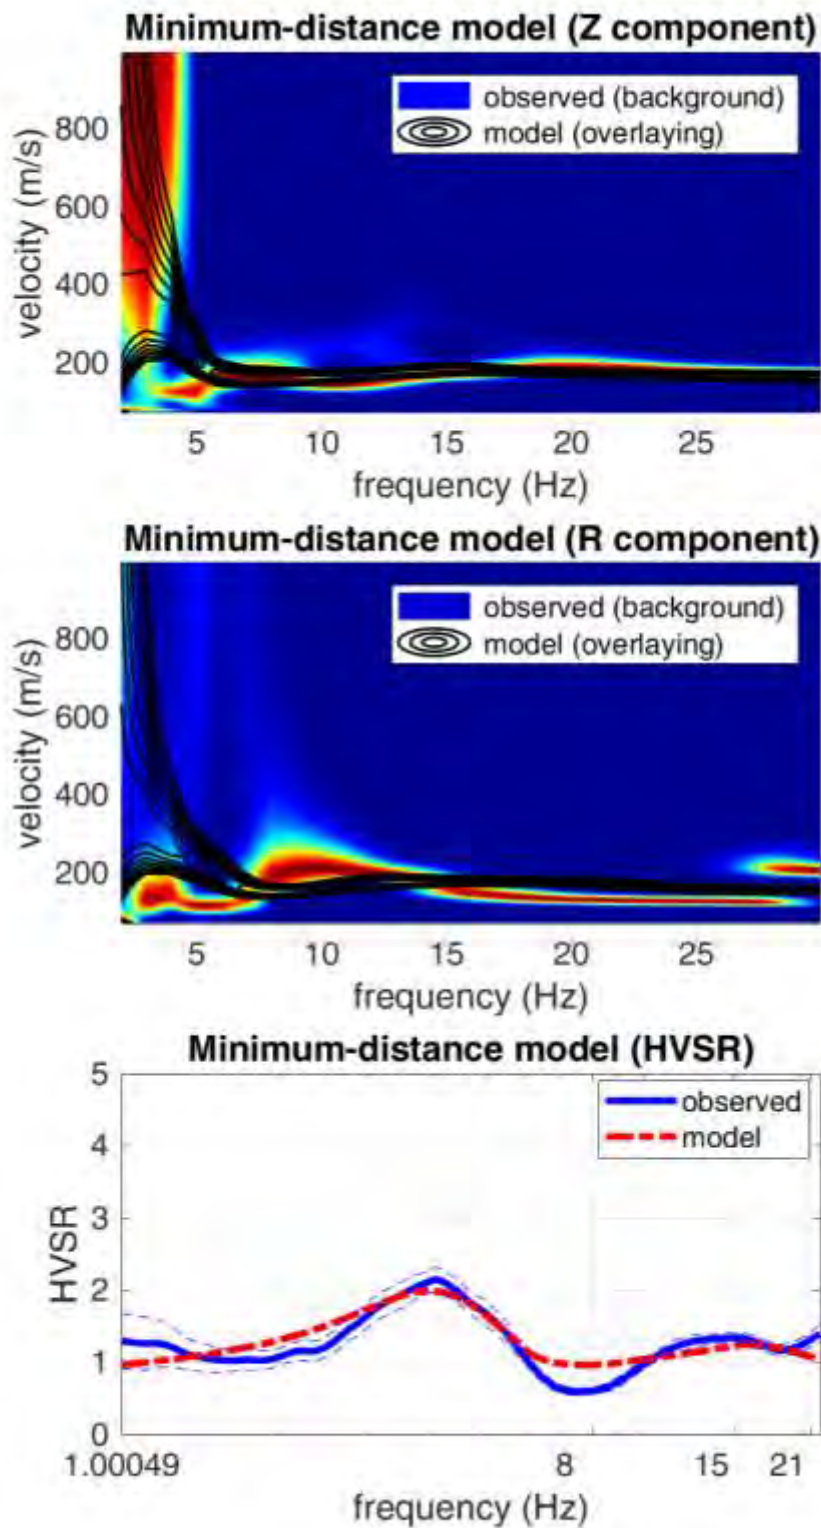 Minimum-distance model (Z component)
observed (background)
model (overlaying)
800
600
400
200
velocity (m/s)
5 10 15 20 25
frequency (Hz)
Minimum-distance model (R component)
observed (background)
model (overlaying)
800
600
400
200
velocity (m/s)
5 10 15 20 25
frequency (Hz)
Minimum-distance model (HVSR)
observed
model
5
4
3
2
1
0
HVSR
1.00049 8 15 21
frequency (Hz)